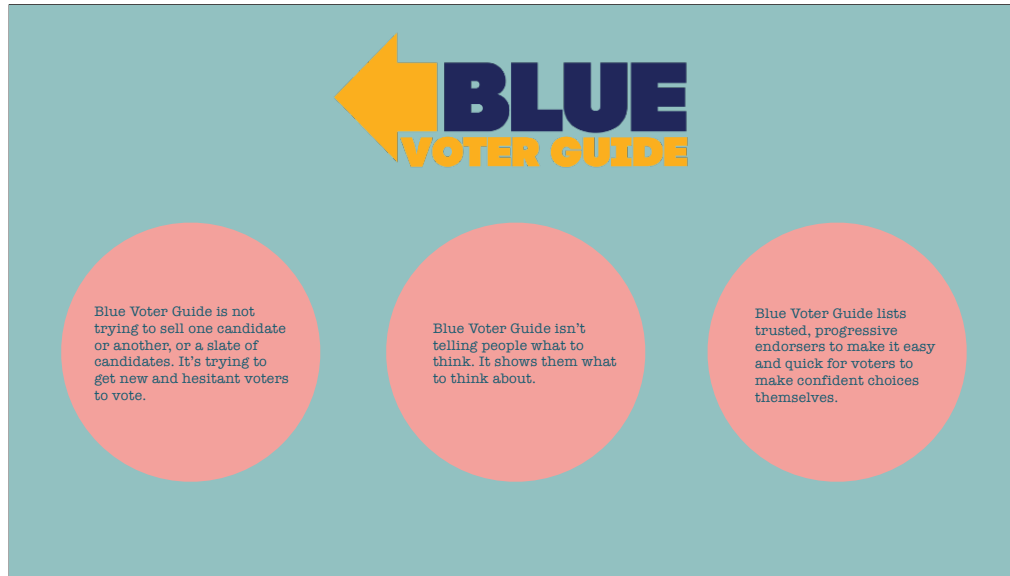 BLUE
VOTER GUIDE
Blue Voter Guide is not
trying to sell one candidate
or another, or a slate of
candidates. It's trying to
get new and hesitant voters
to vote.
Blue Voter Guide isn't
telling people what to
think. It shows them what
to think about.
Blue Voter Guide lists
trusted, progressive
endorsers to make it easy
and quick for voters to
make confident choices
themselves.